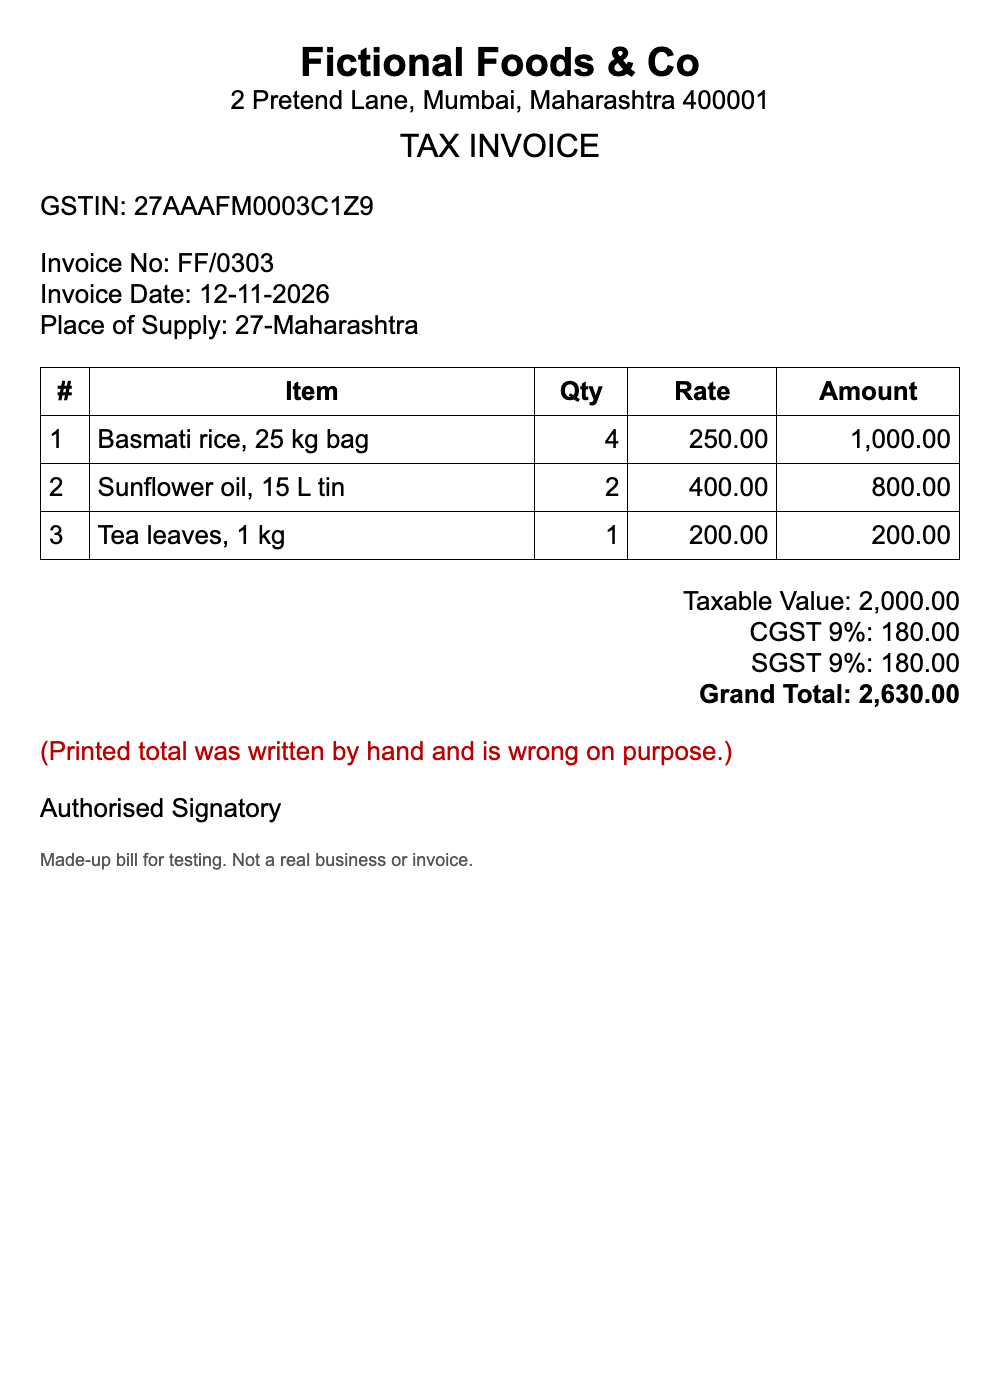 Fictional Foods & Co
2 Pretend Lane, Mumbai, Maharashtra 400001
TAX INVOICE
GSTIN: 27AAAFM0003C1Z9
Invoice No: FF/0303
Invoice Date: 12-11-2026
Place of Supply: 27-Maharashtra
# Item Qty Rate Amount
1 Basmati rice, 25 kg bag 4 250.00 1,000.00
2 Sunflower oil, 15 L tin 2 400.00 800.00
3 Tea leaves, 1 kg 1 200.00 200.00
Taxable Value: 2,000.00
CGST 9%: 180.00
SGST 9%: 180.00
Grand Total: 2,630.00
(Printed total was written by hand and is wrong on purpose.)
Authorised Signatory
Made-up bill for testing. Not a real business or invoice.